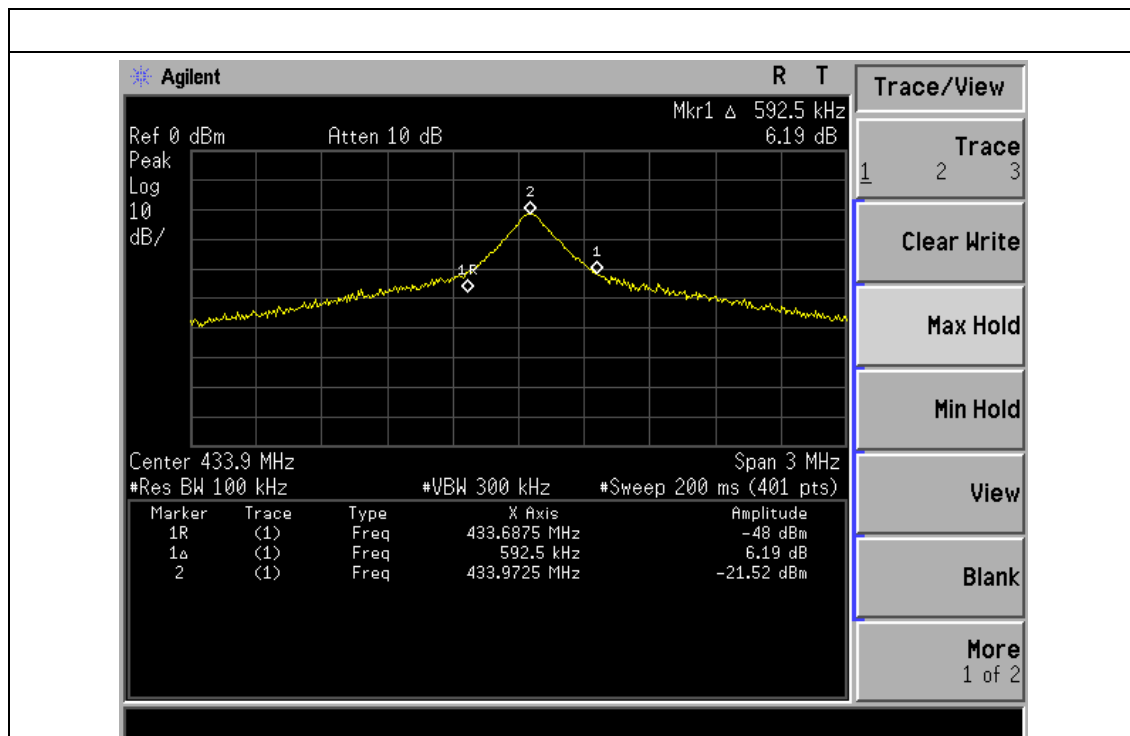 Agilent R T
Mkr1 Δ 592.5 kHz
Ref 0 dBm Atten 10 dB 6.19 dB
Peak
Log
10
dB/
2
1R
1
Center 433.9 MHz Span 3 MHz
#Res BW 100 kHz #VBW 300 kHz #Sweep 200 ms (401 pts)
Marker Trace Type X Axis Amplitude
1R (1) Freq 433.6875 MHz -48 dBm
1Δ (1) Freq 592.5 kHz 6.19 dB
2 (1) Freq 433.9725 MHz -21.52 dBm
Trace/View
Trace
1 2 3
Clear Write
Max Hold
Min Hold
View
Blank
More
1 of 2